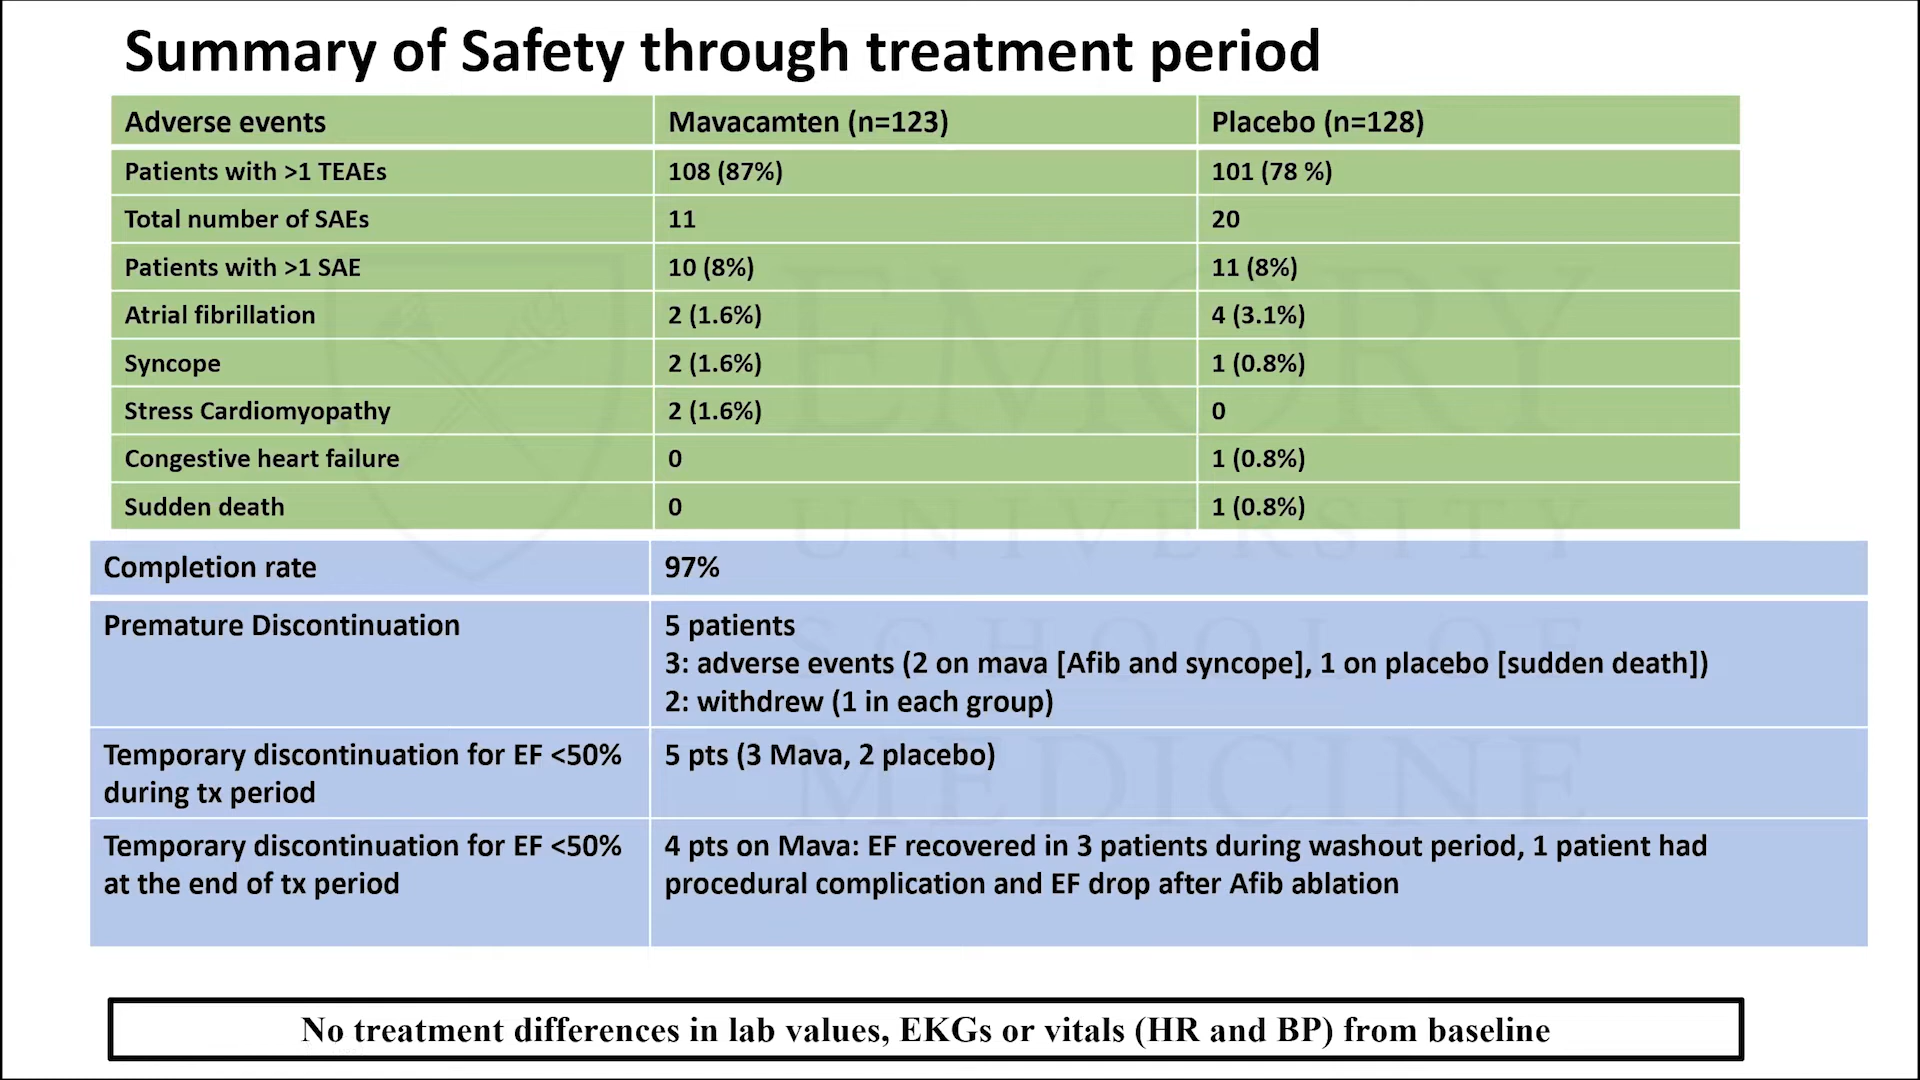 Summary of Safety through treatment period
Adverse events Mavacamten (n=123) Placebo (n=128)
Patients with >1 TEAEs 108 (87%) 101 (78 %)
Total number of SAEs 11 20
Patients with >1 SAE 10 (8%) 11 (8%)
Atrial fibrillation 2 (1.6%) 4 (3.1%)
Syncope 2 (1.6%) 1 (0.8%)
Stress Cardiomyopathy 2 (1.6%) 0
Congestive heart failure 0 1 (0.8%)
Sudden death 0 1 (0.8%)
Completion rate 97%
Premature Discontinuation 5 patients
3: adverse events (2 on mava [Afib and syncope], 1 on placebo [sudden death])
2: withdrew (1 in each group)
Temporary discontinuation for EF <50% 5 pts (3 Mava, 2 placebo)
during tx period
Temporary discontinuation for EF <50% 4 pts on Mava: EF recovered in 3 patients during washout period, 1 patient had
at the end of tx period procedural complication and EF drop after Afib ablation
No treatment differences in lab values, EKGs or vitals (HR and BP) from baseline
EMORY
UNIVERSITY
SCHOOL OF
MEDICINE